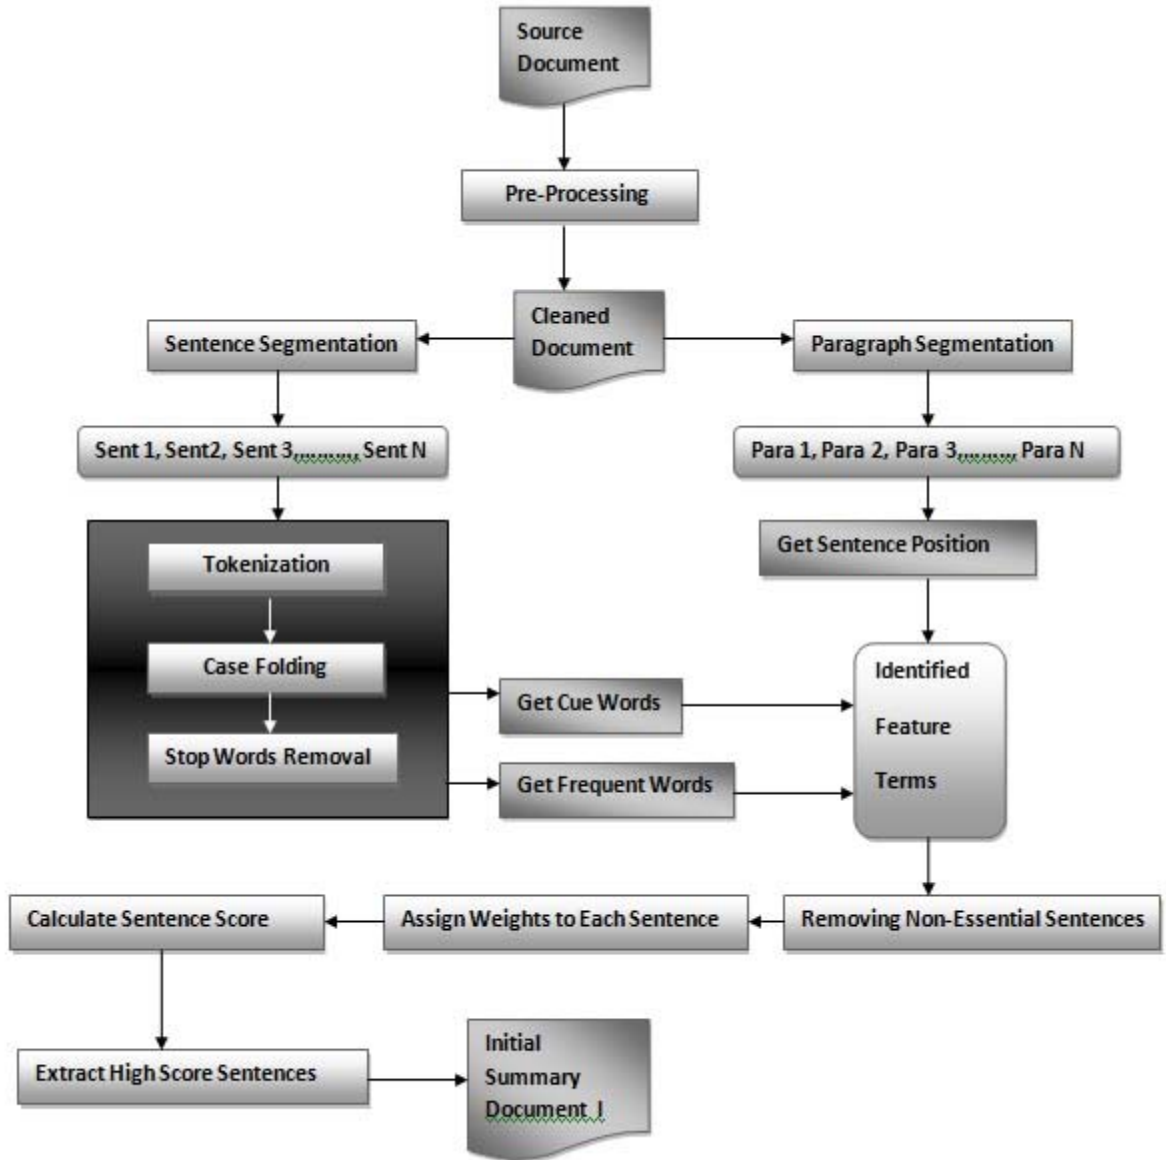 Source
Document
Pre-Processing
Cleaned
Document
Sentence Segmentation
Paragraph Segmentation
Sent 1, Sent2, Sent 3,.........., Sent N
Para 1, Para 2, Para 3,.........., Para N
Tokenization
Get Sentence Position
Case Folding
Stop Words Removal
Get Cue Words
Get Frequent Words
Identified
Feature
Terms
Removing Non-Essential Sentences
Assign Weights to Each Sentence
Calculate Sentence Score
Extract High Score Sentences
Initial
Summary
Document_I